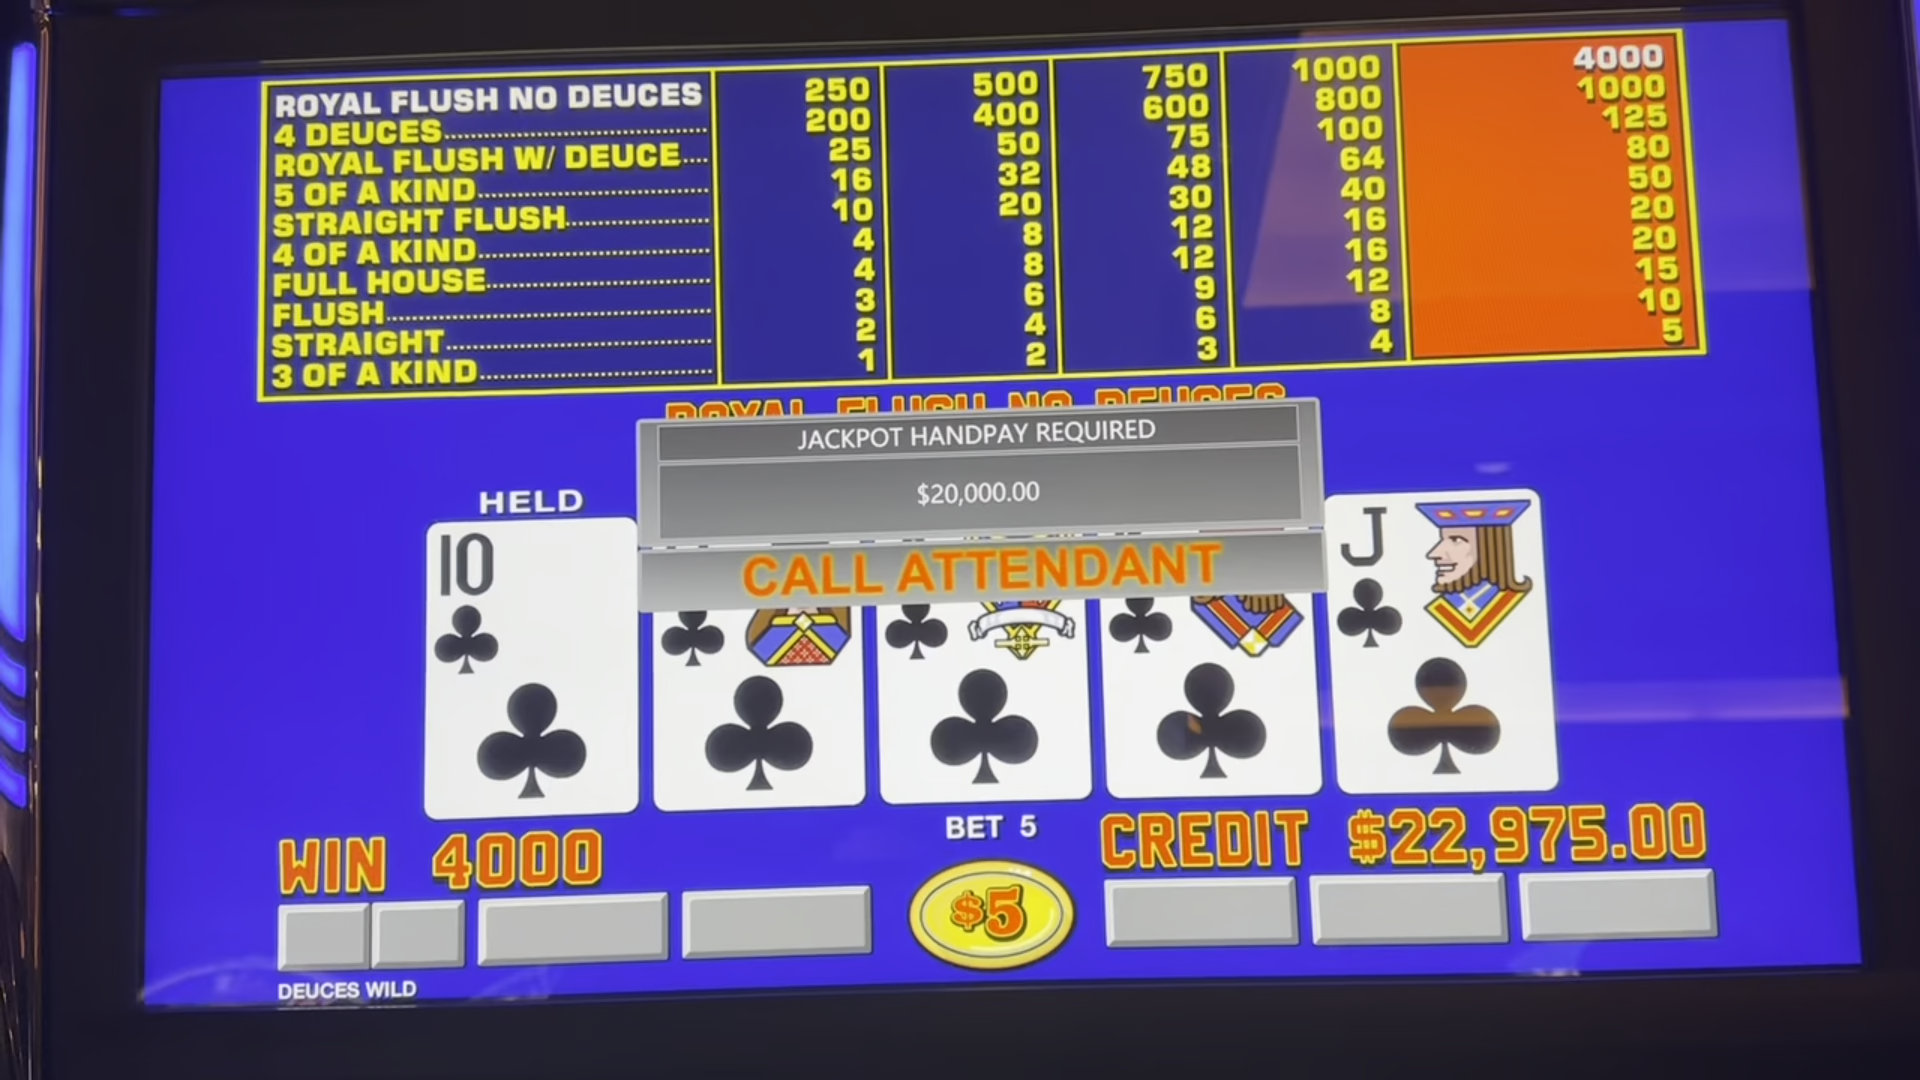 ROYAL FLUSH NO DEUCES 250 500 750 1000 4000
4 DEUCES 200 400 600 800 1000
ROYAL FLUSH W/ DEUCE 25 50 75 100 125
5 OF A KIND 16 32 48 64 80
STRAIGHT FLUSH 10 20 30 40 50
4 OF A KIND 4 8 12 16 20
FULL HOUSE 4 8 12 16 20
FLUSH 3 6 9 12 15
STRAIGHT 2 4 6 8 10
3 OF A KIND 1 2 3 4 5
ROYAL FLUSH NO DEUCES
JACKPOT HANDPAY REQUIRED
$20,000.00
CALL ATTENDANT
HELD
10
J
BET 5
WIN 4000
CREDIT $22,975.00
$5
DEUCES WILD